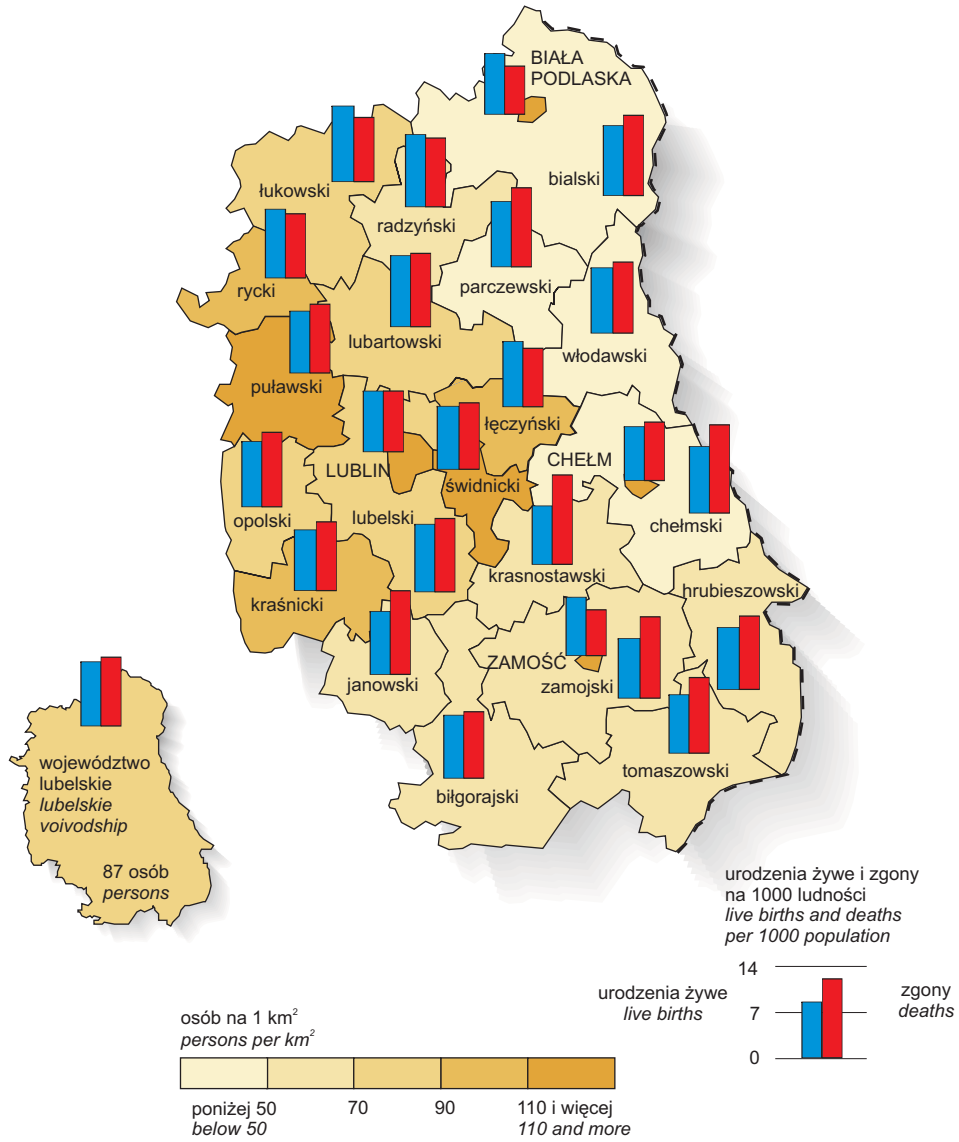 BIAŁA
PODLASKA
bialski
łukowski
radzyński
rycki
parczewski
lubartowski
włodawski
puławski
łęczyński
LUBLIN
świdnicki
CHEŁM
opolski
lubelski
chełmski
krasnostawski
kraśnicki
hrubieszowski
janowski
ZAMOŚĆ
zamojski
tomaszowski
biłgorajski
województwo
lubelskie
lubelskie
voivodship
87 osób
persons
urodzenia żywe i zgony
na 1000 ludności
live births and deaths
per 1000 population
14
7
0
urodzenia żywe
live births
zgony
deaths
osób na 1 km²
persons per km²
poniżej 50 70 90 110 i więcej
below 50 110 and more